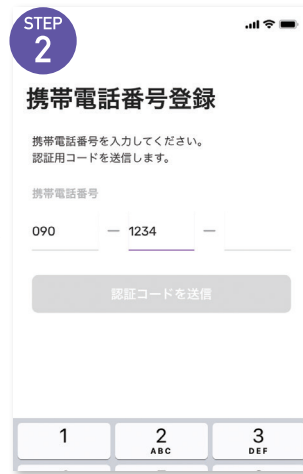 STEP
2
携帯電話番号登録
携帯電話番号を入力してください。
認証用コードを送信します。
携帯電話番号
090 — 1234 —
認証コードを送信
1 2 3
ABC DEF